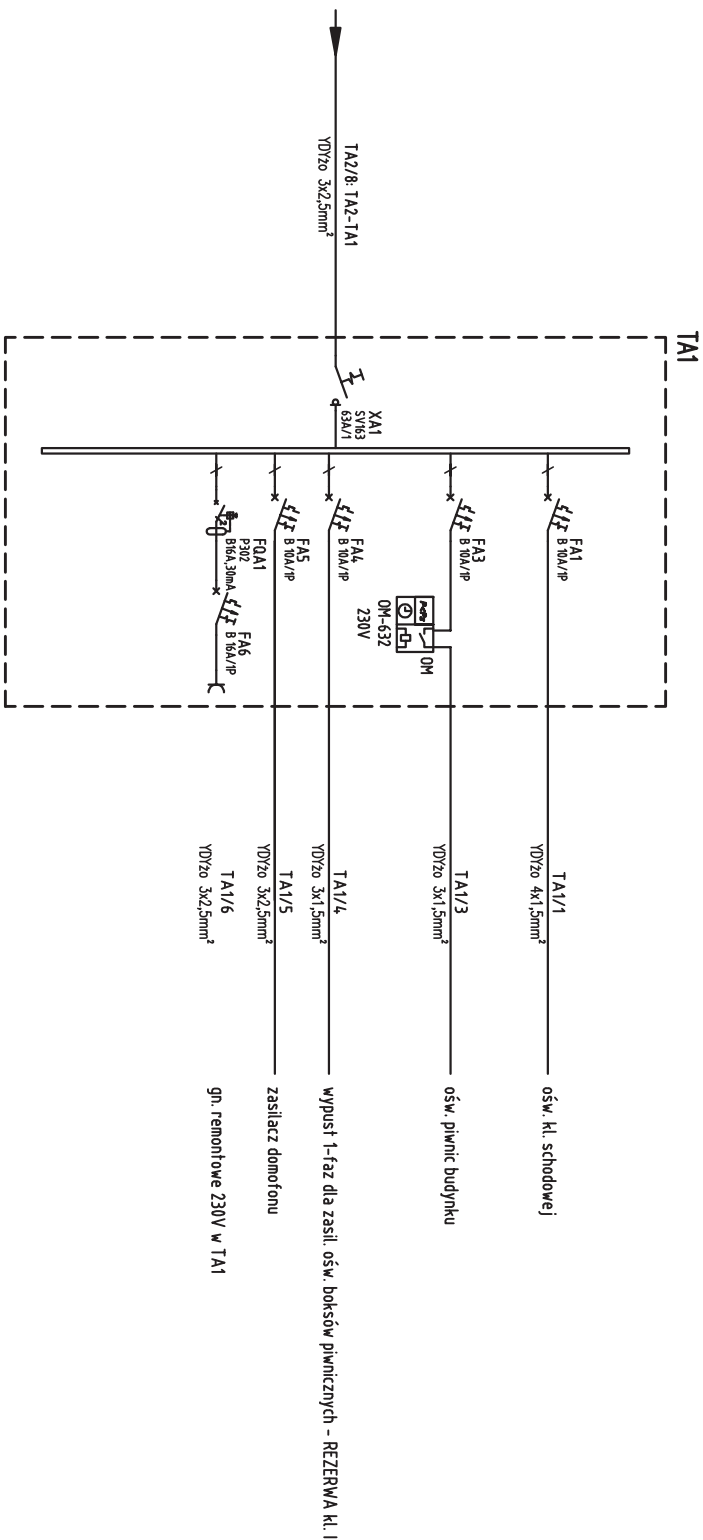 TA1
TA2/8: TA2-TA1
YDYżo 3x2,5mm²
XA1
SV163
63A/1
FA1
B 10A/1P
TA1/1
YDYżo 4x1,5mm²
ośw. kl. schodowej
FA3
B 10A/1P
OM
OM-632
230V
TA1/3
YDYżo 3x1,5mm²
ośw. piwnic budynku
FA4
B 10A/1P
TA1/4
YDYżo 3x1,5mm²
wypust 1-faz dla zasil. ośw. boksów piwnicznych - REZERWA kl. I
FA5
B 10A/1P
TA1/5
YDYżo 3x2,5mm²
zasilacz domofonu
FQA1
P302
B16A,30mA
FA6
B 16A/1P
TA1/6
YDYżo 3x2,5mm²
gn. remontowe 230V w TA1